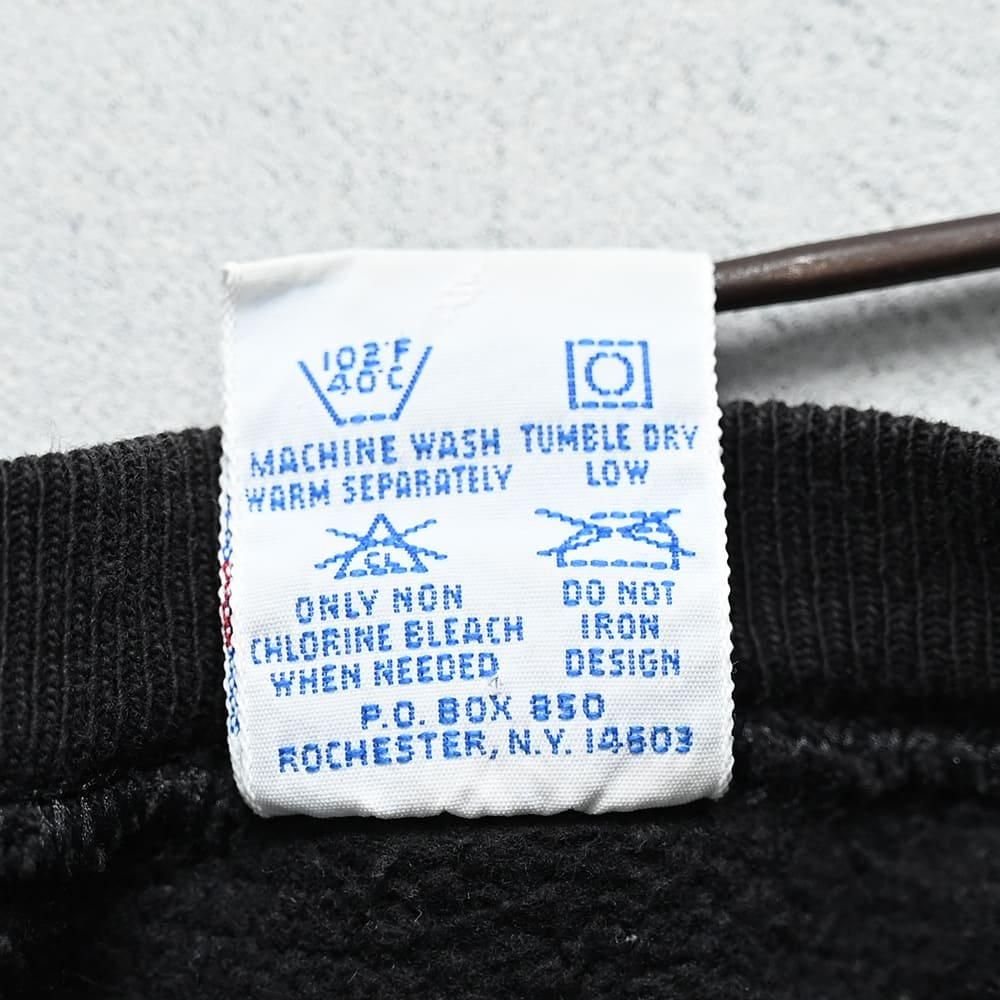 102°F
40°C
MACHINE WASH
WARM SEPARATELY
TUMBLE DRY
LOW
CL
ONLY NON
CHLORINE BLEACH
WHEN NEEDED
DO NOT
IRON
DESIGN
P.O. BOX 850
ROCHESTER, N.Y. 14603